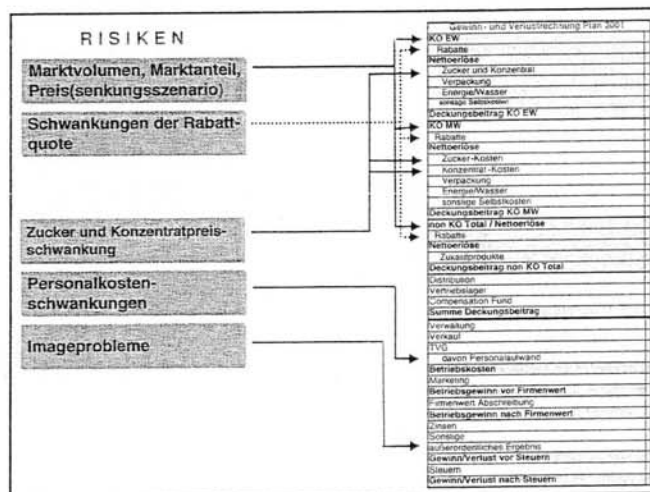 RISIKEN
Marktvolumen, Marktanteil,
Preis(senkungsszenario)
Schwankungen der Rabatt-
quote
Zucker und Konzentratpreis-
schwankung
Personalkosten-
schwankungen
Imageprobleme
Gewinn- und Verlustrechnung Plan 2001
KO EW
Rabatte
Nettoerlöse
Zucker und Konzentrat
Verpackung
Energie/Wasser
sonstige Selbstkosten
Deckungsbeitrag KO EW
KO MW
Rabatte
Nettoerlöse
Zucker-Kosten
Konzentrat-Kosten
Verpackung
Energie/Wasser
sonstige Selbstkosten
Deckungsbeitrag KO MW
non KO Total / Nettoerlöse
Rabatte
Nettoerlöse
Zukaufprodukte
Deckungsbeitrag non KO Total
Distribution
Vertriebslager
Compensation Fund
Summe Deckungsbeitrag
Verwaltung
Verkauf
TVG
davon Personalaufwand
Betriebskosten
Marketing
Betriebsgewinn vor Firmenwert
Firmenwert Abschreibung
Betriebsgewinn nach Firmenwert
Zinsen
Sonstige
außerordentliches Ergebnis
Gewinn/Verlust vor Steuern
Steuern
Gewinn/Verlust nach Steuern